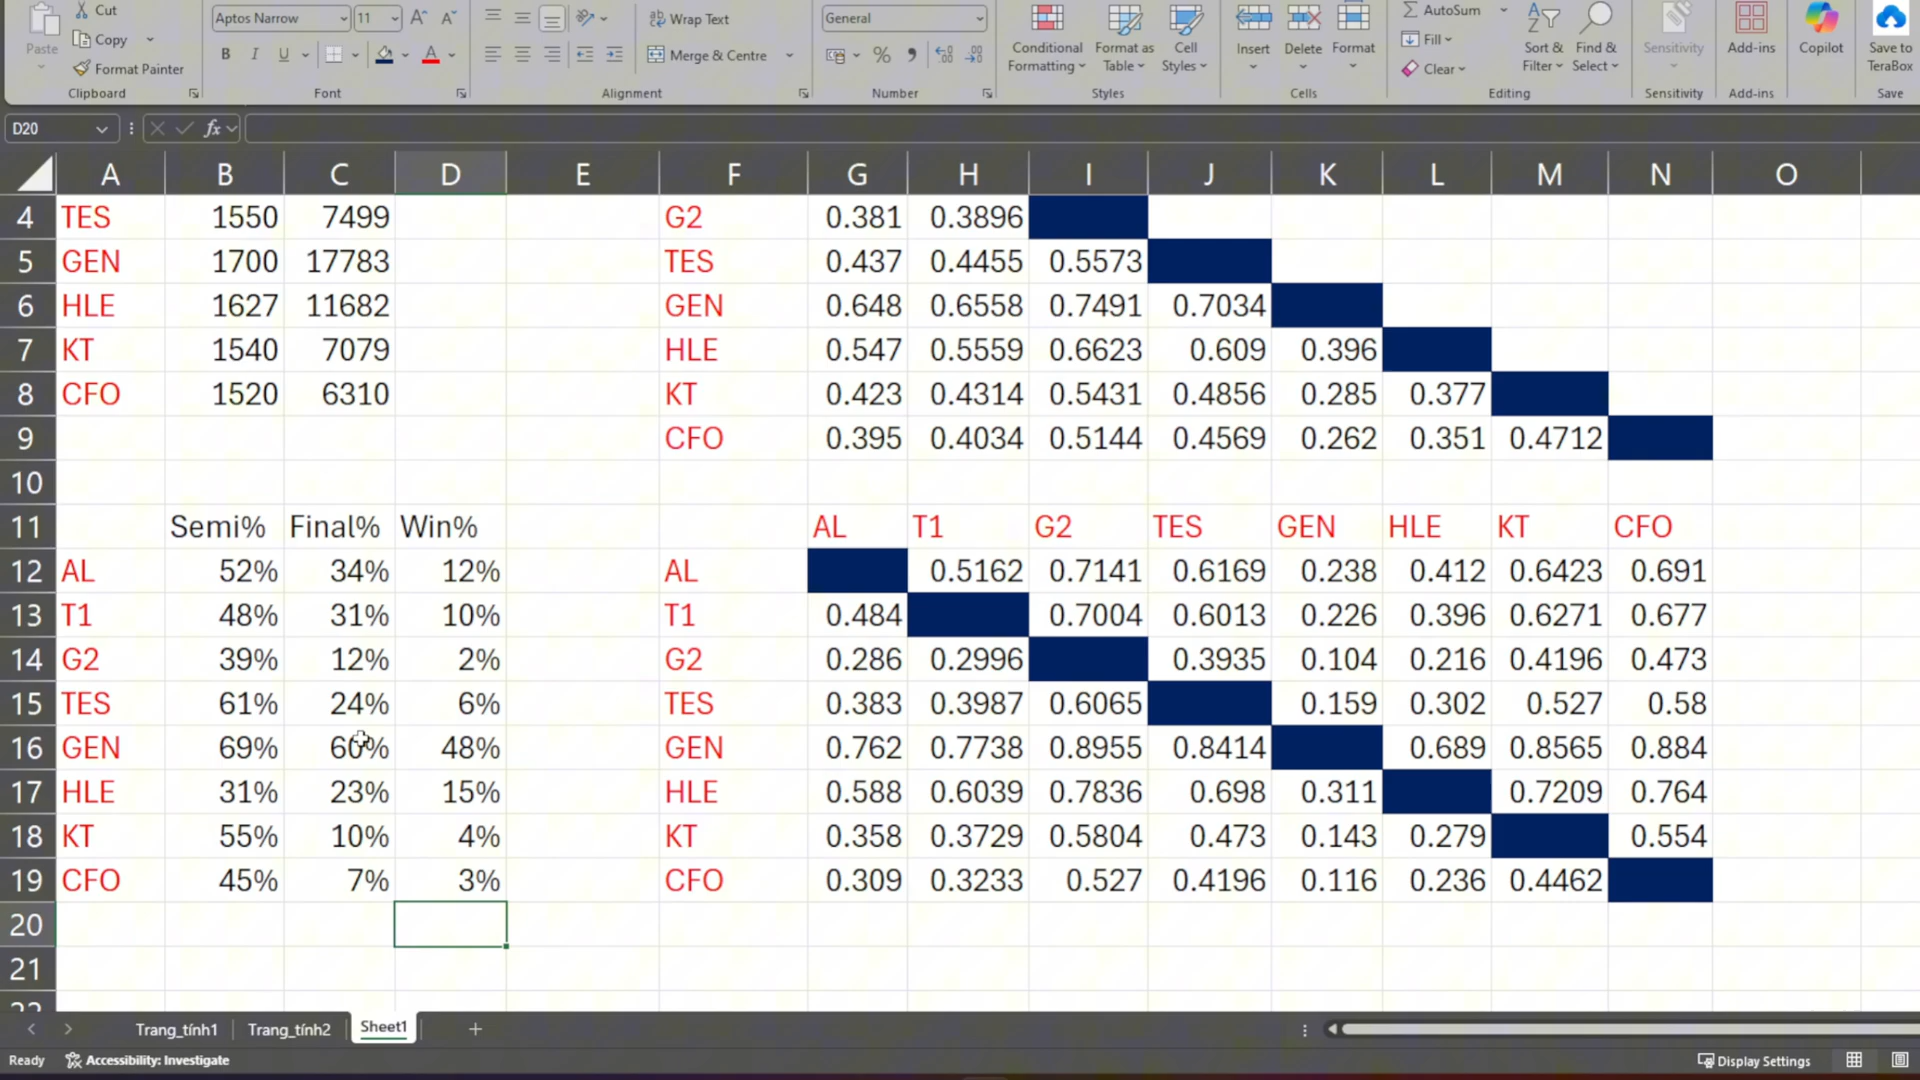 Paste
Cut
Copy
Format Painter
Clipboard
Aptos Narrow 11 A A
B I U A
Font
Wrap Text
Merge & Centre
Alignment
General
% ,
Number
Conditional
Formatting
Format as
Table
Cell
Styles
Styles
Insert
Delete
Format
Cells
AutoSum
Fill
Clear
Sort &
Filter
Find &
Select
Editing
Sensitivity
Sensitivity
Add-ins
Add-ins
Copilot
Save to
TeraBox
Save
D20 fx
A B C D E F G H I J K L M N O
4 TES 1550 7499 G2 0.381 0.3896
5 GEN 1700 17783 TES 0.437 0.4455 0.5573
6 HLE 1627 11682 GEN 0.648 0.6558 0.7491 0.7034
7 KT 1540 7079 HLE 0.547 0.5559 0.6623 0.609 0.396
8 CFO 1520 6310 KT 0.423 0.4314 0.5431 0.4856 0.285 0.377
9 CFO 0.395 0.4034 0.5144 0.4569 0.262 0.351 0.4712
10
11 Semi% Final% Win% AL T1 G2 TES GEN HLE KT CFO
12 AL 52% 34% 12% AL 0.5162 0.7141 0.6169 0.238 0.412 0.6423 0.691
13 T1 48% 31% 10% T1 0.484 0.7004 0.6013 0.226 0.396 0.6271 0.677
14 G2 39% 12% 2% G2 0.286 0.2996 0.3935 0.104 0.216 0.4196 0.473
15 TES 61% 24% 6% TES 0.383 0.3987 0.6065 0.159 0.302 0.527 0.58
16 GEN 69% 60% 48% GEN 0.762 0.7738 0.8955 0.8414 0.689 0.8565 0.884
17 HLE 31% 23% 15% HLE 0.588 0.6039 0.7836 0.698 0.311 0.7209 0.764
18 KT 55% 10% 4% KT 0.358 0.3729 0.5804 0.473 0.143 0.279 0.554
19 CFO 45% 7% 3% CFO 0.309 0.3233 0.527 0.4196 0.116 0.236 0.4462
20
21
Trang_tính1 Trang_tính2 Sheet1
Ready Accessibility: Investigate Display Settings